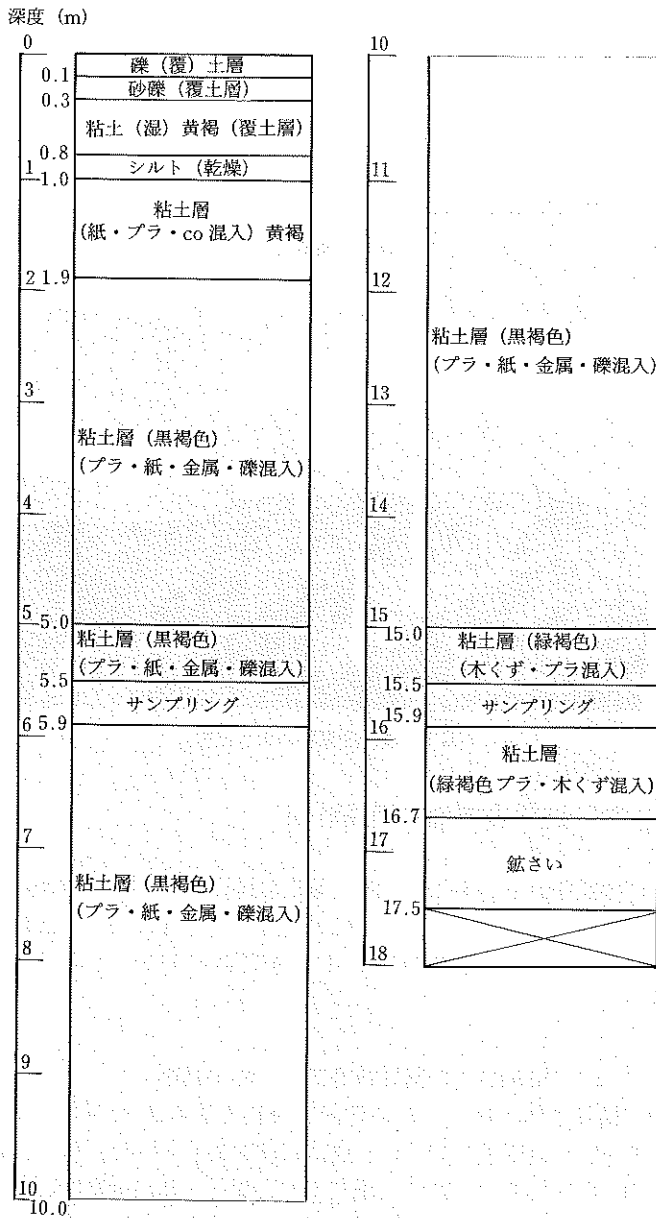 深度 (m)
0
礫（覆）土層
0.1
砂礫（覆土層）
0.3
粘土（湿）黄褐（覆土層）
0.8
シルト（乾燥）
1
1.0
粘土層
(紙・プラ・co 混入）黄褐
2
1.9
3
粘土層（黒褐色）
(プラ・紙・金属・礫混入）
4
5
5.0
粘土層（黒褐色）
(プラ・紙・金属・礫混入）
5.5
サンプリング
6
5.9
7
粘土層（黒褐色）
(プラ・紙・金属・礫混入）
8
9
10
10.0
10
11
12
粘土層（黒褐色）
(プラ・紙・金属・礫混入）
13
14
15
15.0
粘土層（緑褐色）
(木くず・プラ混入）
15.5
サンプリング
15.9
16
粘土層
(緑褐色 プラ・木くず混入）
16.7
17
鉱さい
17.5
18